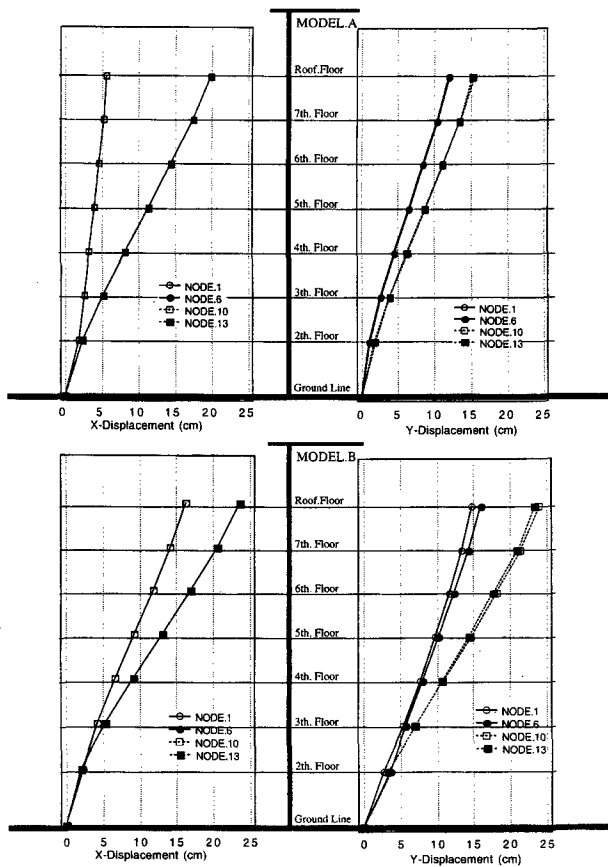 MODEL.A
Roof.Floor
7th. Floor
6th. Floor
5th. Floor
4th. Floor
3th. Floor
2th. Floor
Ground Line
NODE.1
NODE.6
NODE.10
NODE.13
0 5 10 15 20 25
X-Displacement (cm)
NODE.1
NODE.6
NODE.10
NODE.13
0 5 10 15 20 25
Y-Displacement (cm)
MODEL.B
Roof.Floor
7th. Floor
6th. Floor
5th. Floor
4th. Floor
3th. Floor
2th. Floor
Ground Line
NODE.1
NODE.6
NODE.10
NODE.13
0 5 10 15 20 25
X-Displacement (cm)
NODE.1
NODE.6
NODE.10
NODE.13
0 5 10 15 20 25
Y-Displacement (cm)